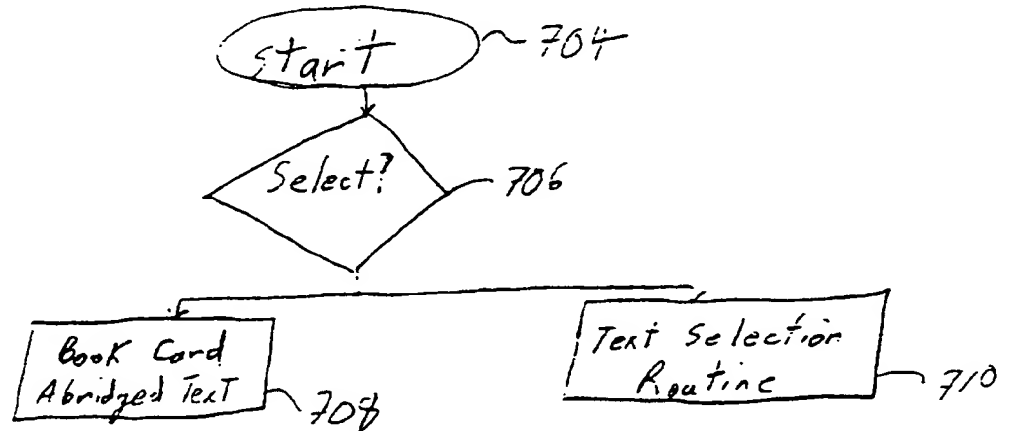 Start
704
Select?
706
Book Card
Abridged Text
708
Text Selection
Routine
710